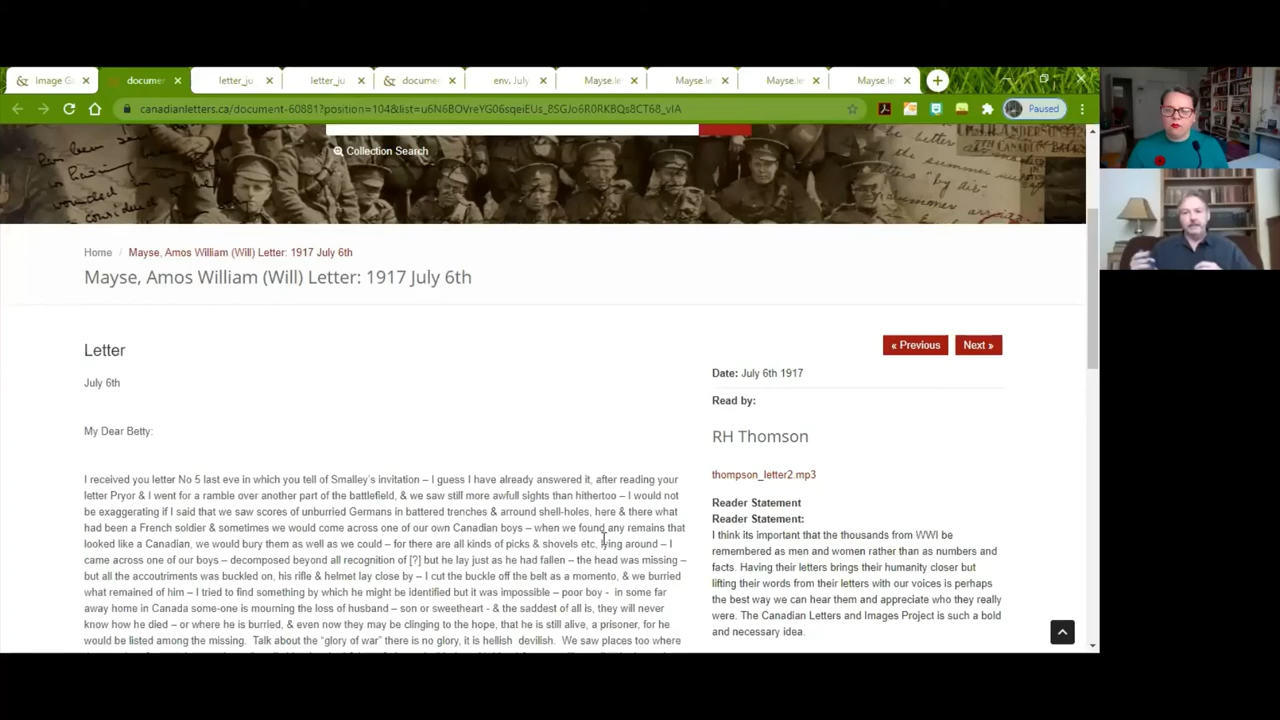 Image G
docume
letter_ju
letter_ju
docume
env. July
Mayse.le
Mayse.le
Mayse.le
Mayse.le
canadianletters.ca/document-60881?position=104&list=
Paused
Collection Search
Home / Mayse, Amos William (Will) Letter: 1917 July 6th
Mayse, Amos William (Will) Letter: 1917 July 6th
Letter
July 6th
My Dear Betty:
I received you letter No 5 last eve in which you tell of Smalley's invitation – I guess I have already answered it, after reading your
letter Pryor & I went for a ramble over another part of the battlefield, & we saw still more awfull sights than hithertoo – I would not
be exaggerating if I said that we saw scores of unburried Germans in battered trenches & arround shell-holes, here & there what
had been a French soldier & sometimes we would come across one of our own Canadian boys – when we found any remains that
looked like a Canadian, we would bury them as well as we could – for there are all kinds of picks & shovels etc, lying around – I
came across one of our boys – decomposed beyond all recognition of [?] but he lay just as he had fallen – the head was missing –
but all the accoutriments was buckled on, his rifle & helmet lay close by – I cut the buckle off the belt as a momento, & we burried
what remained of him – I tried to find something by which he might be identified but it was impossible – poor boy - in some far
away home in Canada some-one is mourning the loss of husband – son or sweetheart - & the saddest of all is, they will never
know how he died – or where he is burried, & even now they may be clinging to the hope, that he is still alive, a prisoner, for he
would be listed among the missing. Talk about the "glory of war" there is no glory, it is hellish devilish. We saw places too where
« Previous
Next »
Date: July 6th 1917
Read by:
RH Thomson
thompson_letter2.mp3
Reader Statement
Reader Statement:
I think its important that the thousands from WWI be
remembered as men and women rather than as numbers and
facts. Having their letters brings their humanity closer but
lifting their words from their letters with our voices is perhaps
the best way we can hear them and appreciate who they really
were. The Canadian Letters and Images Project is such a bold
and necessary idea.